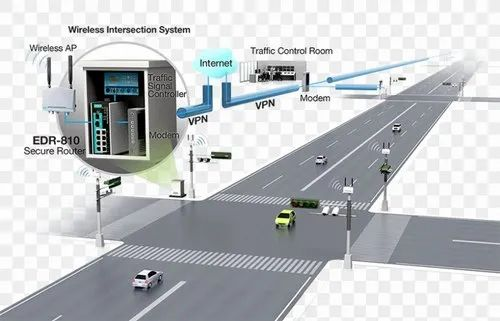 Wireless Intersection System
Wireless AP
Traffic
Signal
Controller
EDR-810
Secure Router
Modem
Internet
Traffic Control Room
VPN
VPN
Modem